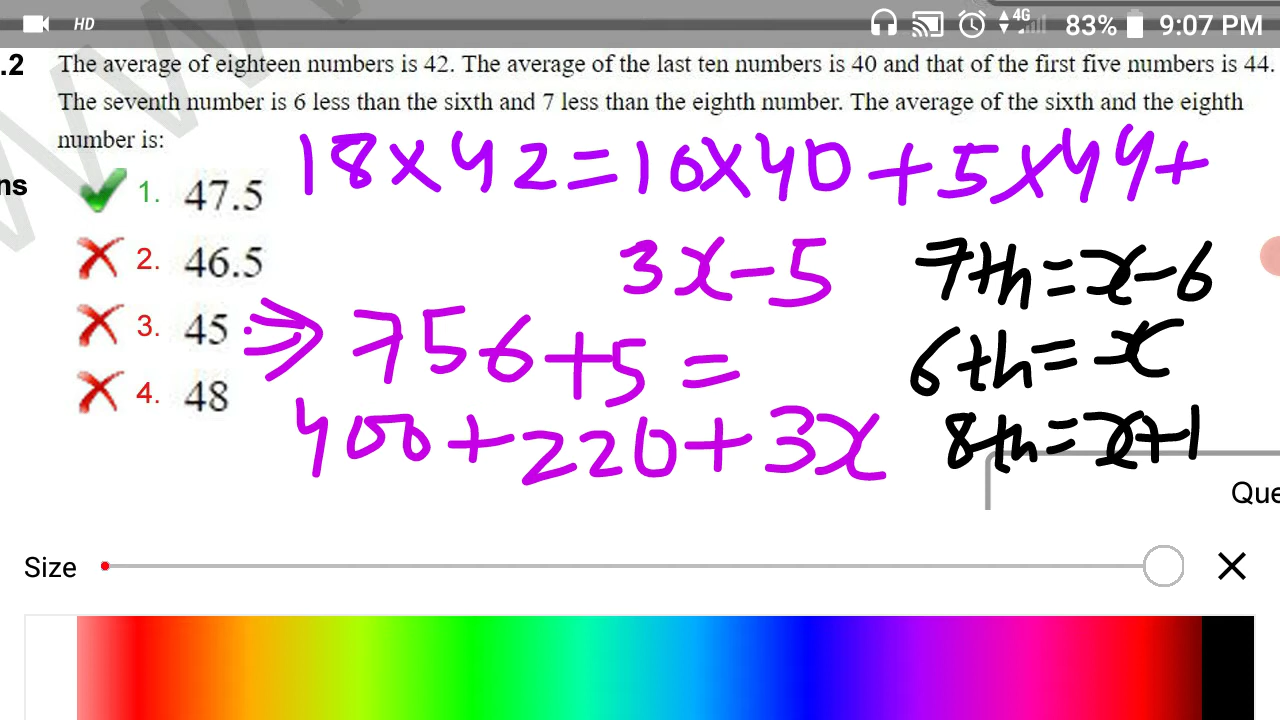 HD 4G 83% 9:07 PM
.2 The average of eighteen numbers is 42. The average of the last ten numbers is 40 and that of the first five numbers is 44.
The seventh number is 6 less than the sixth and 7 less than the eighth number. The average of the sixth and the eighth
number is:
18×42=10×40+5×44+
ns 1. 47.5
2. 46.5
3x-5 7th=x-6
3. 45 ⇒ 756+5= 6th=x
4. 48
400+220+3x 8th=x+1
Que
Size